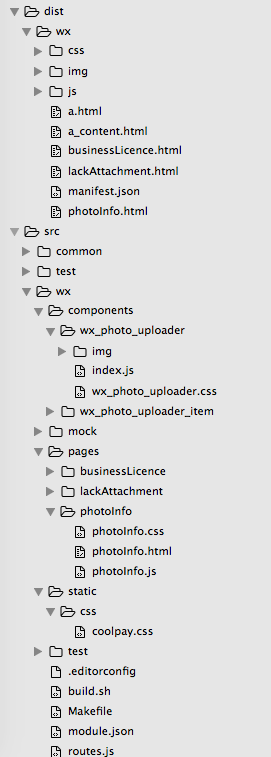 dist
wx
css
img
js
a.html
a_content.html
businessLicence.html
lackAttachment.html
manifest.json
photoInfo.html
src
common
test
wx
components
wx_photo_uploader
img
index.js
wx_photo_uploader.css
wx_photo_uploader_item
mock
pages
businessLicence
lackAttachment
photoInfo
photoInfo.css
photoInfo.html
photoInfo.js
static
css
coolpay.css
test
.editorconfig
build.sh
Makefile
module.json
routes.js